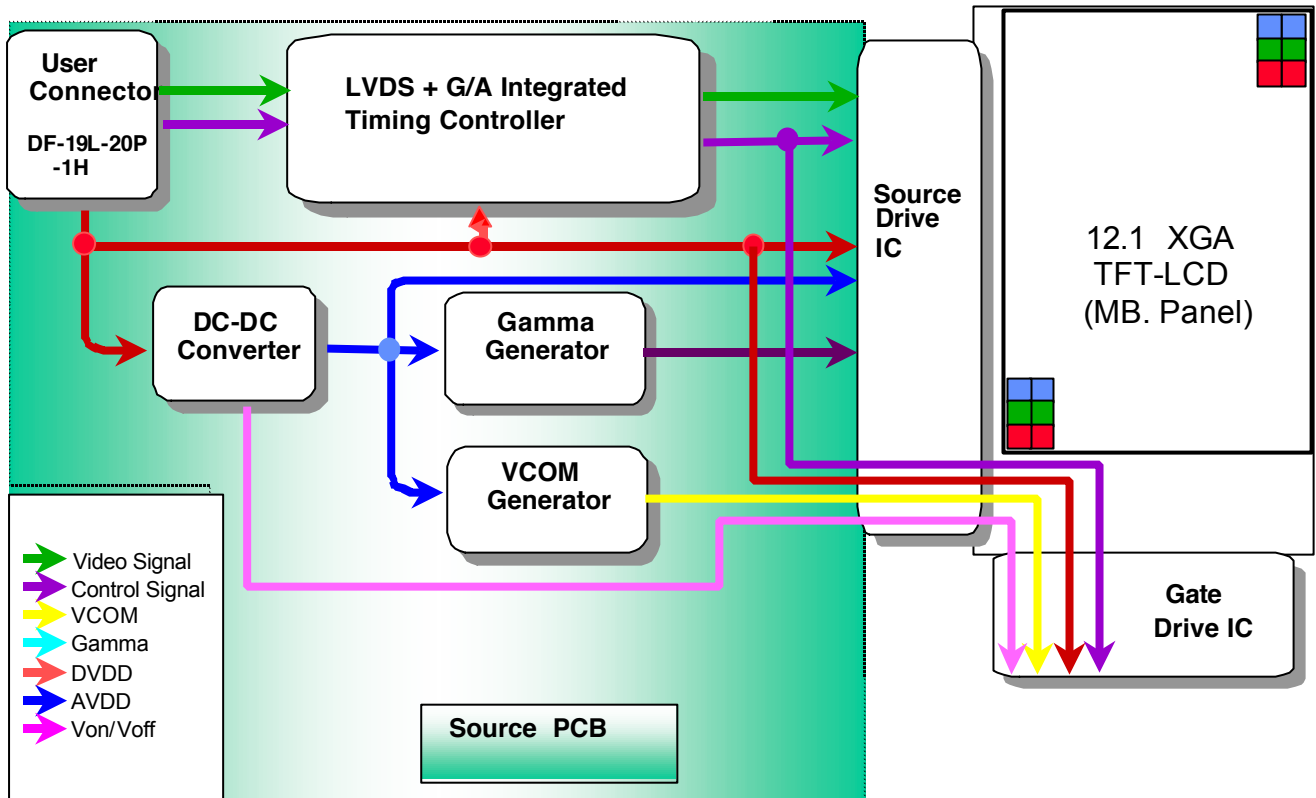 User
Connector
DF-19L-20P
-1H
LVDS + G/A Integrated
Timing Controller
Source
Drive
IC
12.1 XGA
TFT-LCD
(MB. Panel)
DC-DC
Converter
Gamma
Generator
VCOM
Generator
Video Signal
Control Signal
VCOM
Gamma
DVDD
AVDD
Von/Voff
Source PCB
Gate
Drive IC